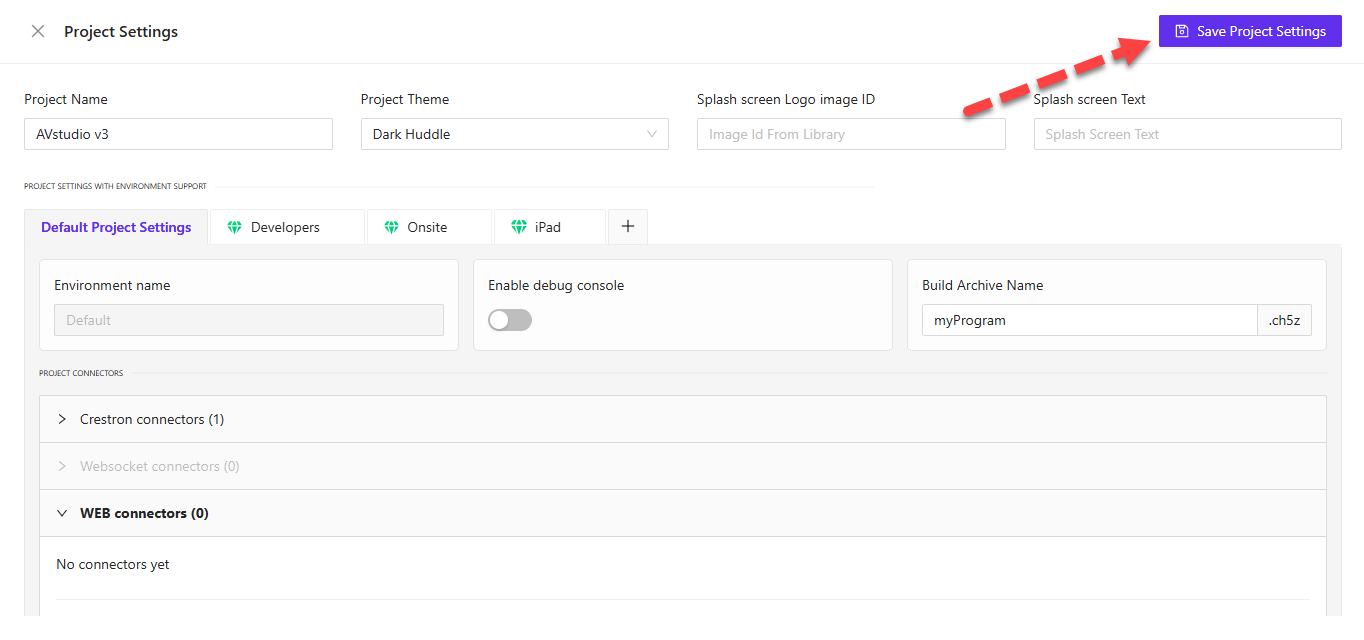 Project Settings
Save Project Settings
Project Name
Project Theme
Splash screen Logo image ID
Splash screen Text
AVstudio v3
Dark Huddle
Image Id From Library
Splash Screen Text
PROJECT SETTINGS WITH ENVIRONMENT SUPPORT
Default Project Settings
Developers
Onsite
iPad
Environment name
Enable debug console
Build Archive Name
Default
myProgram
.ch5z
PROJECT CONNECTORS
Crestron connectors (1)
Websocket connectors (0)
WEB connectors (0)
No connectors yet